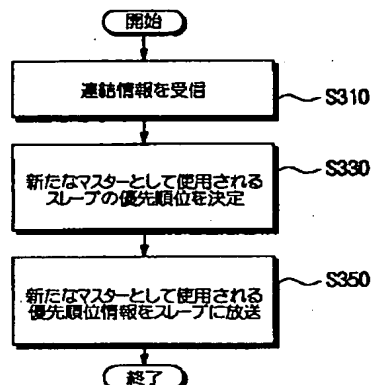 開始
連結情報を受信
S310
新たなマスターとして使用される
スレーブの優先順位を決定
S330
新たなマスターとして使用される
優先順位情報をスレーブに放送
S350
終了